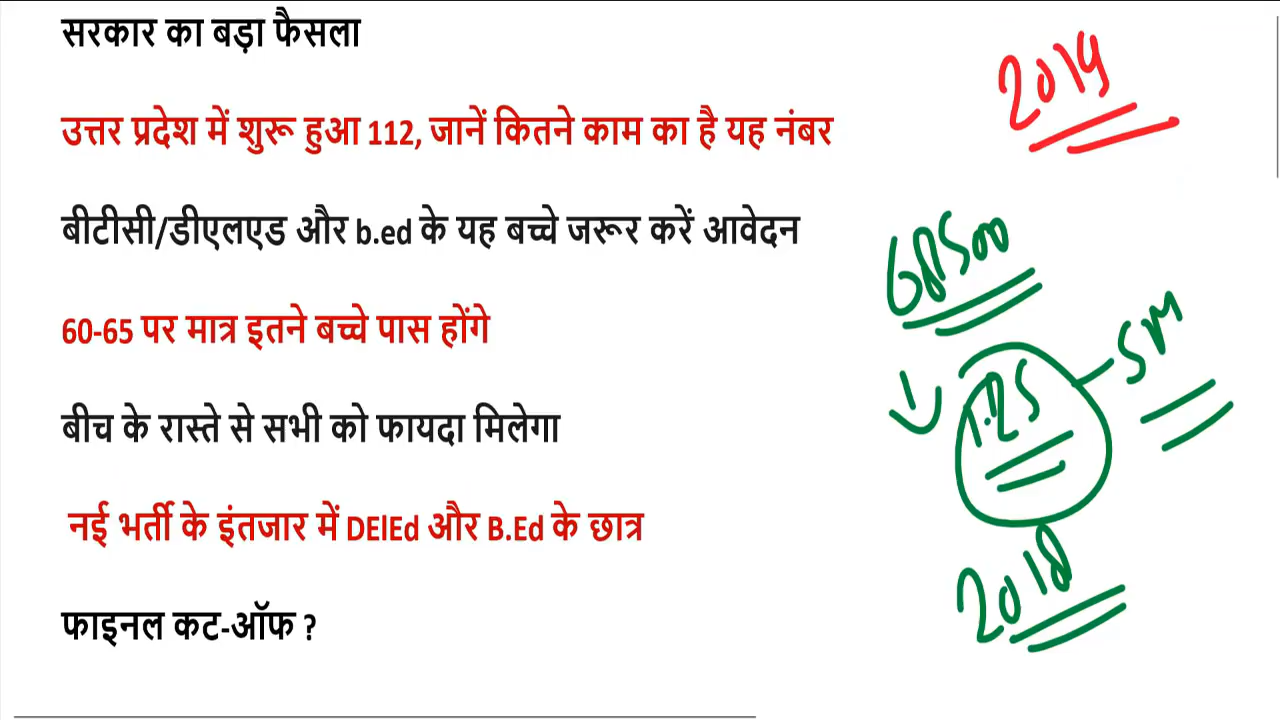 सरकार का बड़ा फैसला
2019
उत्तर प्रदेश में शुरू हुआ 112, जानें कितने काम का है यह नंबर
बीटीसी/डीएलएड और b.ed के यह बच्चे जरूर करें आवेदन
68500
60-65 पर मात्र इतने बच्चे पास होंगे
1.25
बीच के रास्ते से सभी को फायदा मिलेगा
नई भर्ती के इंतजार में DElEd और B.Ed के छात्र
2018
फाइनल कट-ऑफ ?